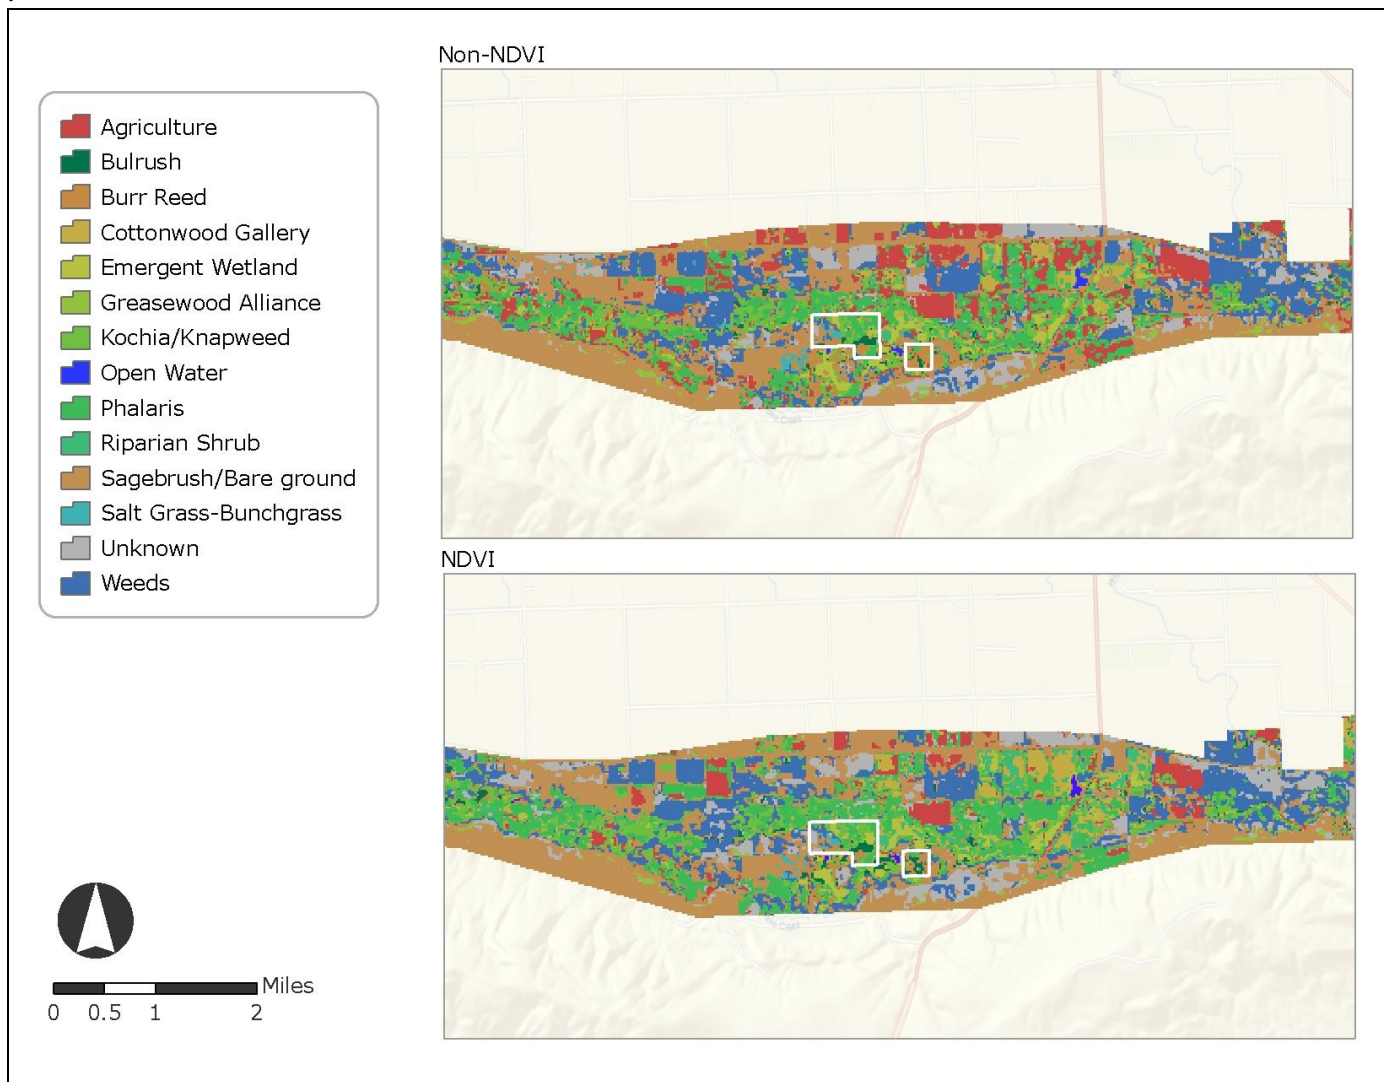 Non-NDVI
Agriculture
Bulrush
Burr Reed
Cottonwood Gallery
Emergent Wetland
Greasewood Alliance
Kochia/Knapweed
Open Water
Phalaris
Riparian Shrub
Sagebrush/Bare ground
Salt Grass-Bunchgrass
Unknown
Weeds
NDVI
Miles
0 0.5 1 2